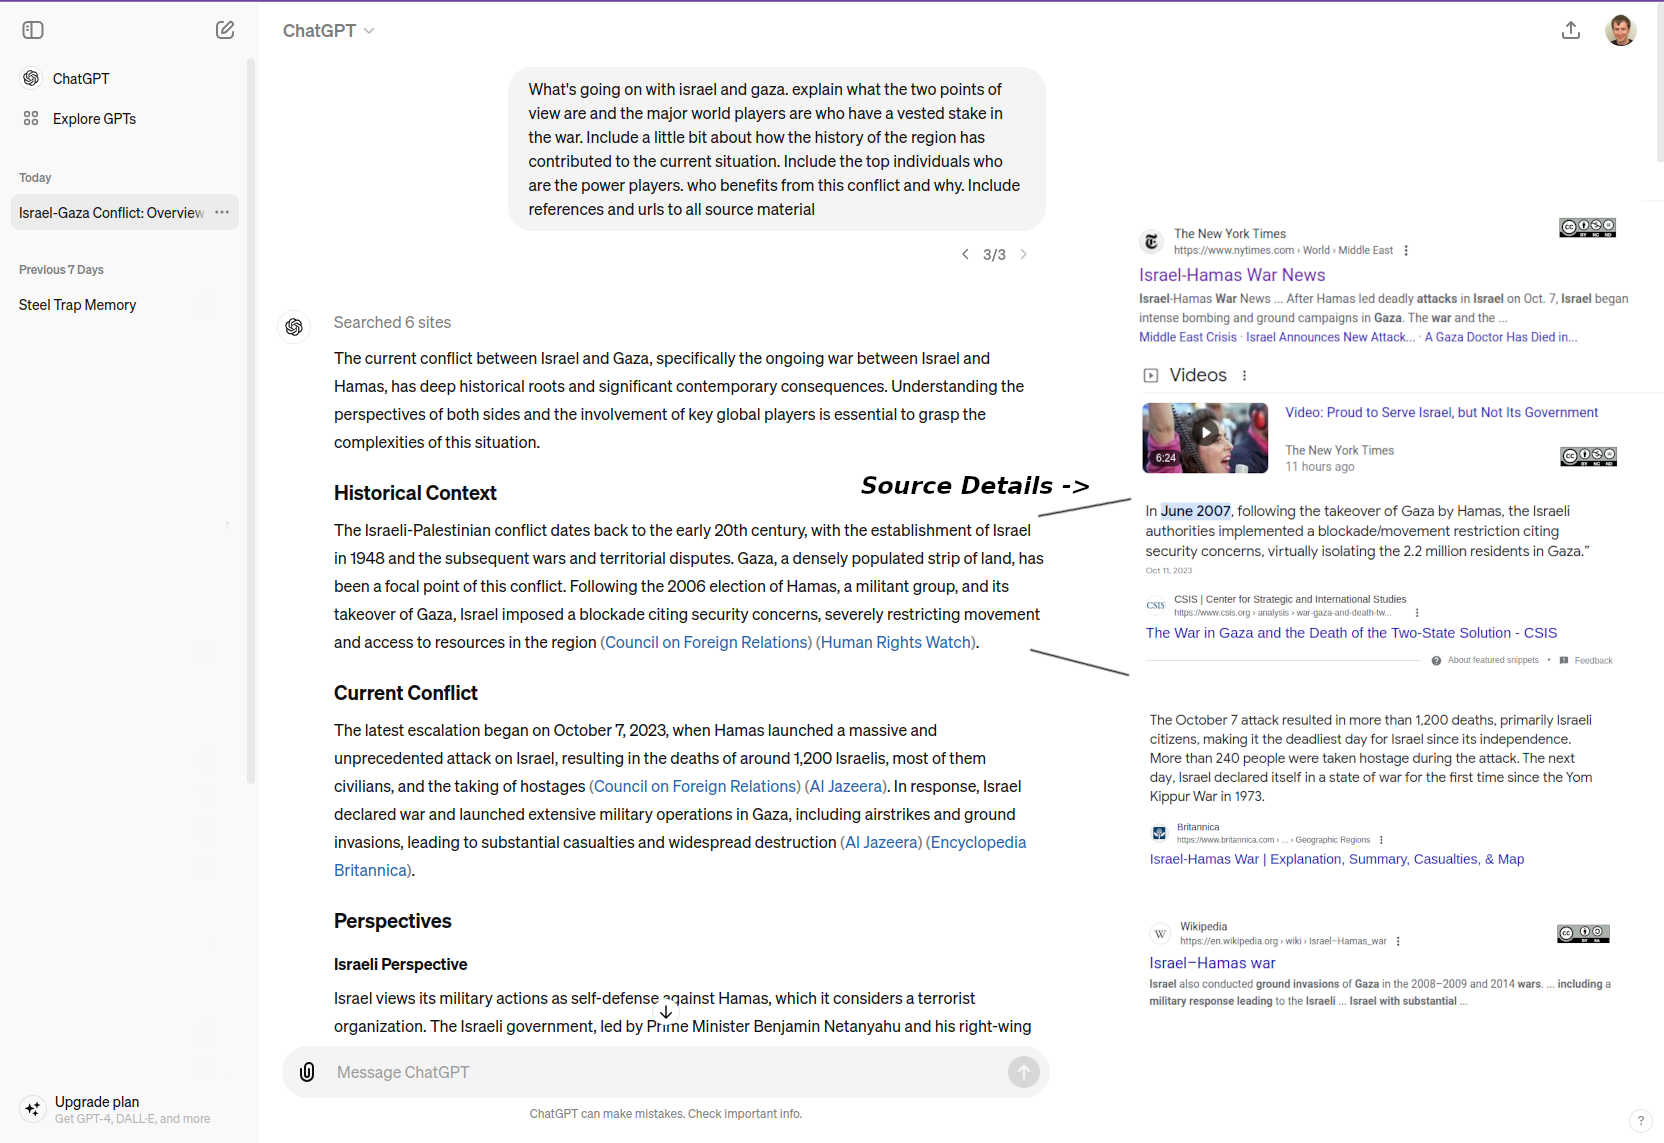 ChatGPT
Explore GPTs
Today
Israel-Gaza Conflict: Overview
Previous 7 Days
Steel Trap Memory
Upgrade plan
Get GPT-4, DALL·E, and more
ChatGPT
What's going on with israel and gaza. explain what the two points of
view are and the major world players are who have a vested stake in
the war. Include a little bit about how the history of the region has
contributed to the current situation. Include the top individuals who
are the power players. who benefits from this conflict and why. Include
references and urls to all source material
3/3
Searched 6 sites
The current conflict between Israel and Gaza, specifically the ongoing war between Israel and
Hamas, has deep historical roots and significant contemporary consequences. Understanding the
perspectives of both sides and the involvement of key global players is essential to grasp the
complexities of this situation.
Historical Context
The Israeli-Palestinian conflict dates back to the early 20th century, with the establishment of Israel
in 1948 and the subsequent wars and territorial disputes. Gaza, a densely populated strip of land, has
been a focal point of this conflict. Following the 2006 election of Hamas, a militant group, and its
takeover of Gaza, Israel imposed a blockade citing security concerns, severely restricting movement
and access to resources in the region (Council on Foreign Relations) (Human Rights Watch).
Current Conflict
The latest escalation began on October 7, 2023, when Hamas launched a massive and
unprecedented attack on Israel, resulting in the deaths of around 1,200 Israelis, most of them
civilians, and the taking of hostages (Council on Foreign Relations) (Al Jazeera). In response, Israel
declared war and launched extensive military operations in Gaza, including airstrikes and ground
invasions, leading to substantial casualties and widespread destruction (Al Jazeera) (Encyclopedia
Britannica).
Perspectives
Israeli Perspective
Israel views its military actions as self-defense against Hamas, which it considers a terrorist
organization. The Israeli government, led by Prime Minister Benjamin Netanyahu and his right-wing
Message ChatGPT
ChatGPT can make mistakes. Check important info.
Source Details ->
The New York Times
https://www.nytimes.com › World › Middle East
CC BY NC ND
Israel-Hamas War News
Israel-Hamas War News ... After Hamas led deadly attacks in Israel on Oct. 7, Israel began
intense bombing and ground campaigns in Gaza. The war and the ...
Middle East Crisis · Israel Announces New Attack... · A Gaza Doctor Has Died in...
Videos
6:24
Video: Proud to Serve Israel, but Not Its Government
The New York Times
11 hours ago
CC BY NC ND
In June 2007, following the takeover of Gaza by Hamas, the Israeli
authorities implemented a blockade/movement restriction citing
security concerns, virtually isolating the 2.2 million residents in Gaza.”
Oct 11, 2023
CSIS
CSIS | Center for Strategic and International Studies
https://www.csis.org › analysis › war-gaza-and-death-tw...
The War in Gaza and the Death of the Two-State Solution - CSIS
About featured snippets • Feedback
The October 7 attack resulted in more than 1,200 deaths, primarily Israeli
citizens, making it the deadliest day for Israel since its independence.
More than 240 people were taken hostage during the attack. The next
day, Israel declared itself in a state of war for the first time since the Yom
Kippur War in 1973.
Britannica
https://www.britannica.com › ... › Geographic Regions
Israel-Hamas War | Explanation, Summary, Casualties, & Map
W
Wikipedia
https://en.wikipedia.org › wiki › Israel–Hamas_war
CC BY SA
Israel–Hamas war
Israel also conducted ground invasions of Gaza in the 2008–2009 and 2014 wars. ... including a
military response leading to the Israeli ... Israel with substantial ...
?